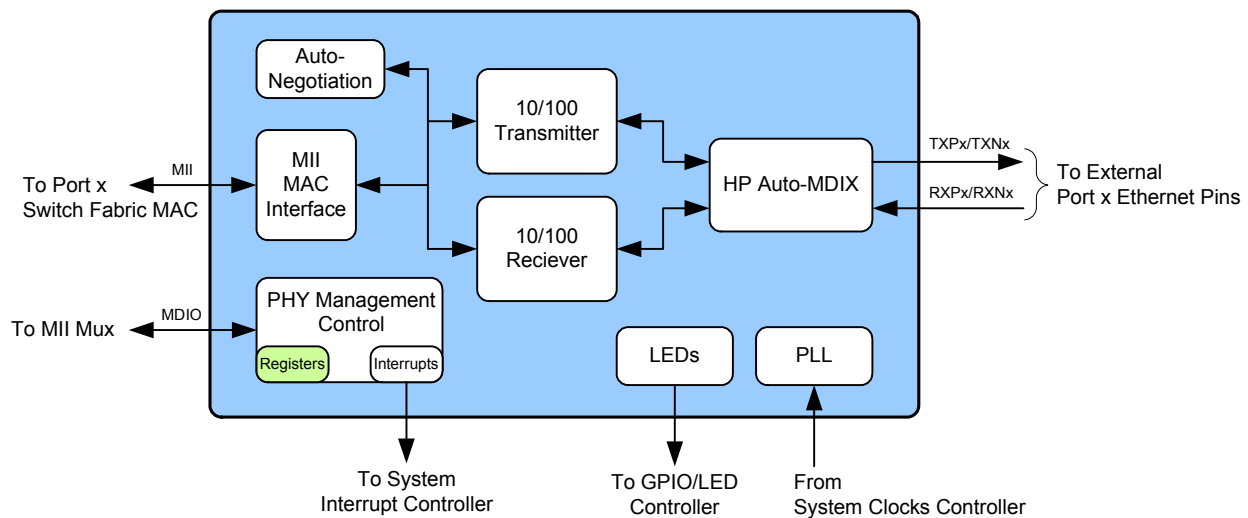 Auto-
Negotiation
10/100
Transmitter
MII
MAC
Interface
MII
To Port x
Switch Fabric MAC
HP Auto-MDIX
TXPx/TXNx
RXPx/RXNx
To External
Port x Ethernet Pins
10/100
Reciever
PHY Management
Control
MDIO
To MII Mux
Registers
Interrupts
LEDs
PLL
To System
Interrupt Controller
To GPIO/LED
Controller
From
System Clocks Controller